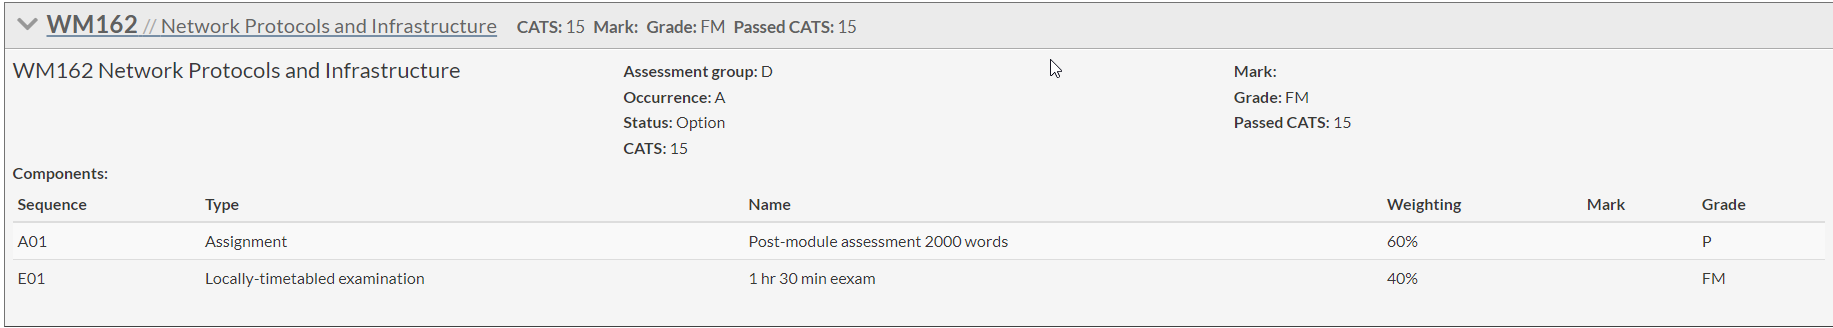 WM162 // Network Protocols and Infrastructure CATS: 15 Mark: Grade: FM Passed CATS: 15
WM162 Network Protocols and Infrastructure
Assessment group: D
Occurrence: A
Status: Option
CATS: 15
Mark:
Grade: FM
Passed CATS: 15
Components:
Sequence Type Name Weighting Mark Grade
A01 Assignment Post-module assessment 2000 words 60% P
E01 Locally-timetabled examination 1 hr 30 min eexam 40% FM